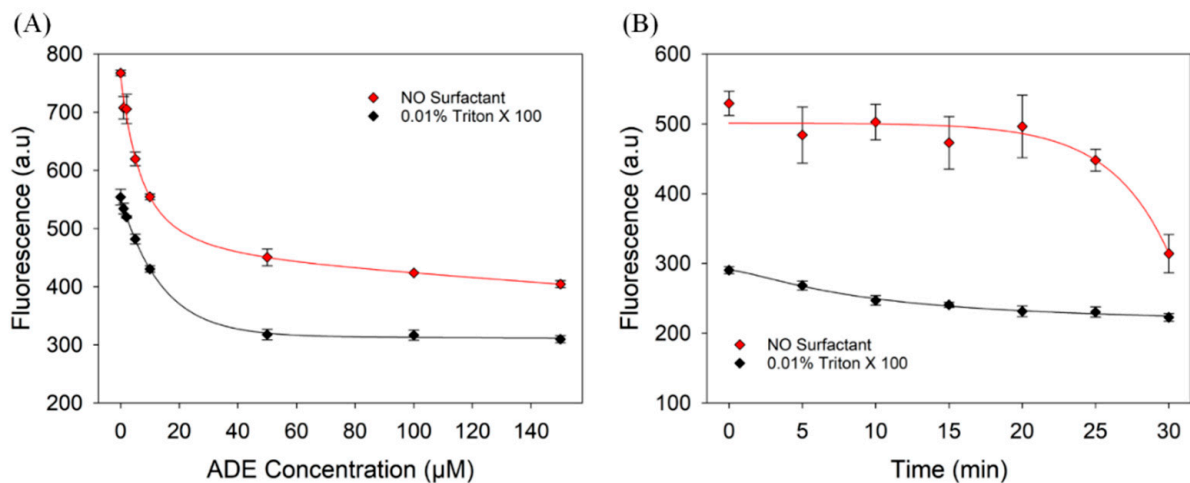 (A)
800
700
600
500
400
300
200
Fluorescence (a.u)
NO Surfactant
0.01% Triton X 100
0 20 40 60 80 100 120 140
ADE Concentration (µM)
(B)
600
500
400
300
200
100
Fluorescence (a.u)
NO Surfactant
0.01% Triton X 100
0 5 10 15 20 25 30
Time (min)